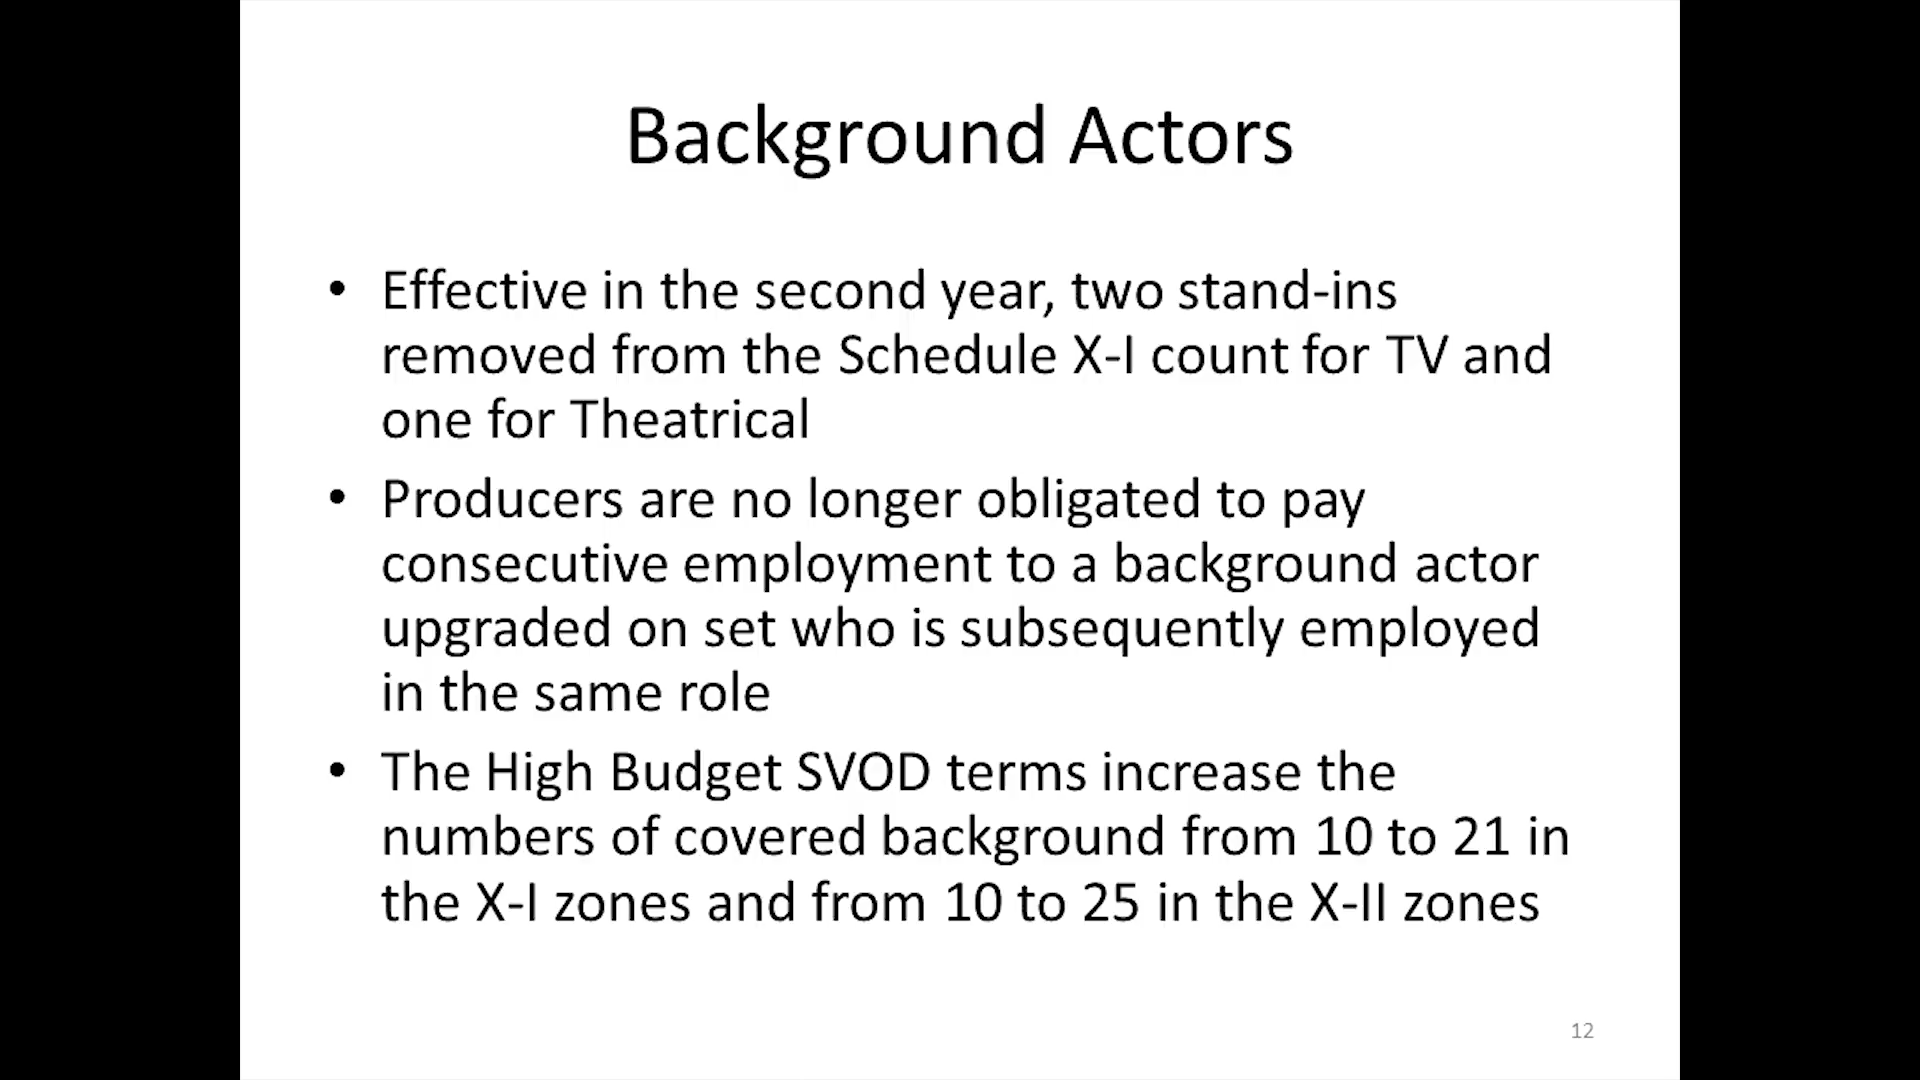 Background Actors
• Effective in the second year, two stand-ins
removed from the Schedule X-I count for TV and
one for Theatrical
• Producers are no longer obligated to pay
consecutive employment to a background actor
upgraded on set who is subsequently employed
in the same role
• The High Budget SVOD terms increase the
numbers of covered background from 10 to 21 in
the X-I zones and from 10 to 25 in the X-II zones
12